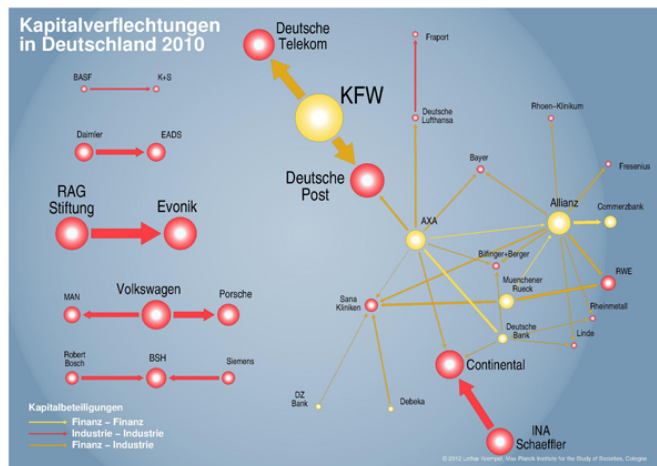 Kapitalverflechtungen
in Deutschland 2010
Deutsche
Telekom
Fraport
BASF
K+S
KFW
Deutsche
Lufthansa
Rhoen-Klinikum
Daimler
EADS
Bayer
Fresenius
Deutsche
Post
RAG
Stiftung
Evonik
Allianz
Commerzbank
AXA
Bilfinger+Berger
RWE
Muenchener
Rueck
MAN
Volkswagen
Porsche
Sana
Kliniken
Rheinmetall
Deutsche
Bank
Linde
Robert
Bosch
BSH
Siemens
Continental
DZ
Bank
Debeka
Kapitalbeteiligungen
Finanz - Finanz
Industrie - Industrie
Finanz - Industrie
INA
Schaeffler
© 2012 Lothar Krempel, Max Planck Institute for the Study of Societies, Cologne